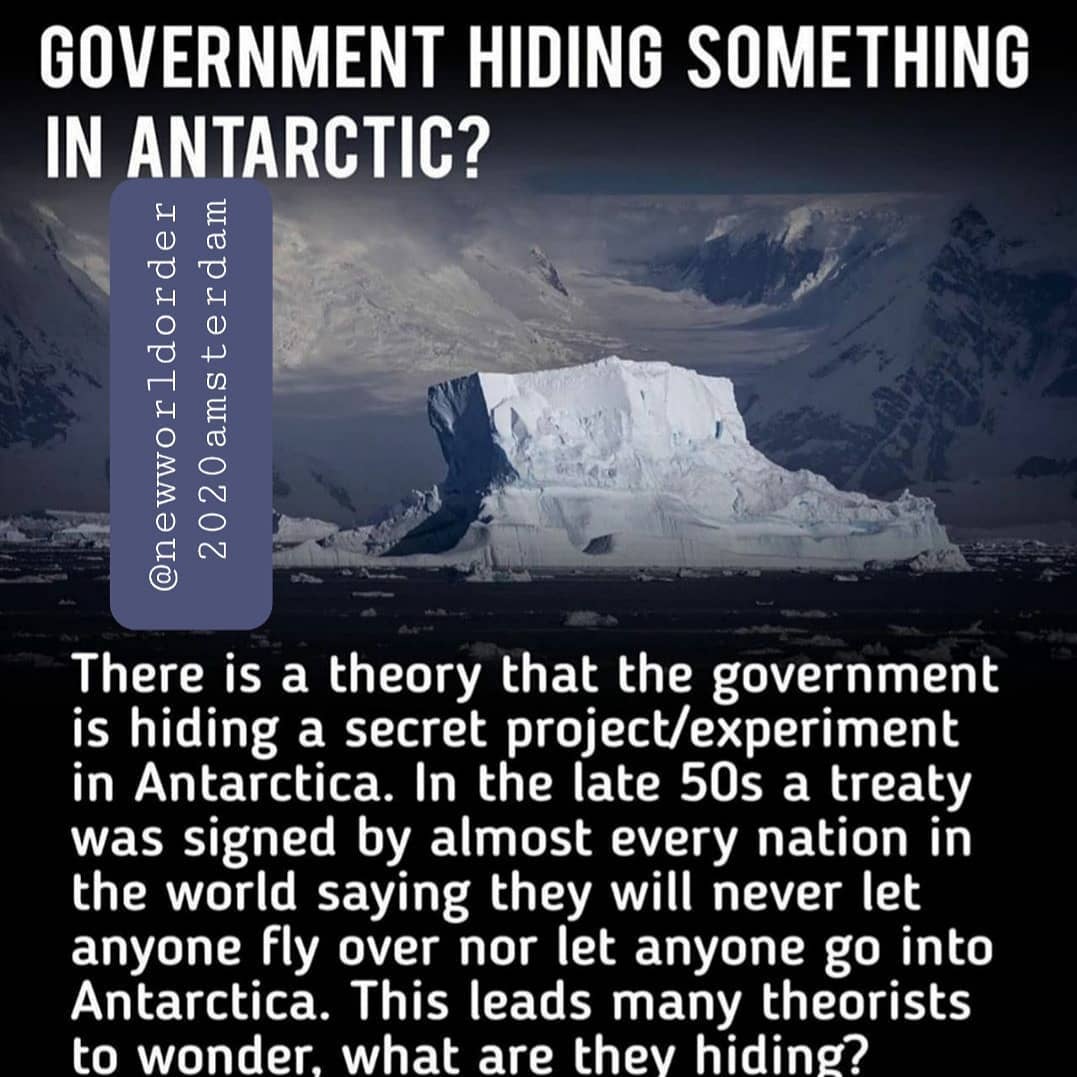 GOVERNMENT HIDING SOMETHING
IN ANTARCTIC?
@newworldorder
2020amsterdam
There is a theory that the government
is hiding a secret project/experiment
in Antarctica. In the late 50s a treaty
was signed by almost every nation in
the world saying they will never let
anyone fly over nor let anyone go into
Antarctica. This leads many theorists
to wonder, what are they hiding?